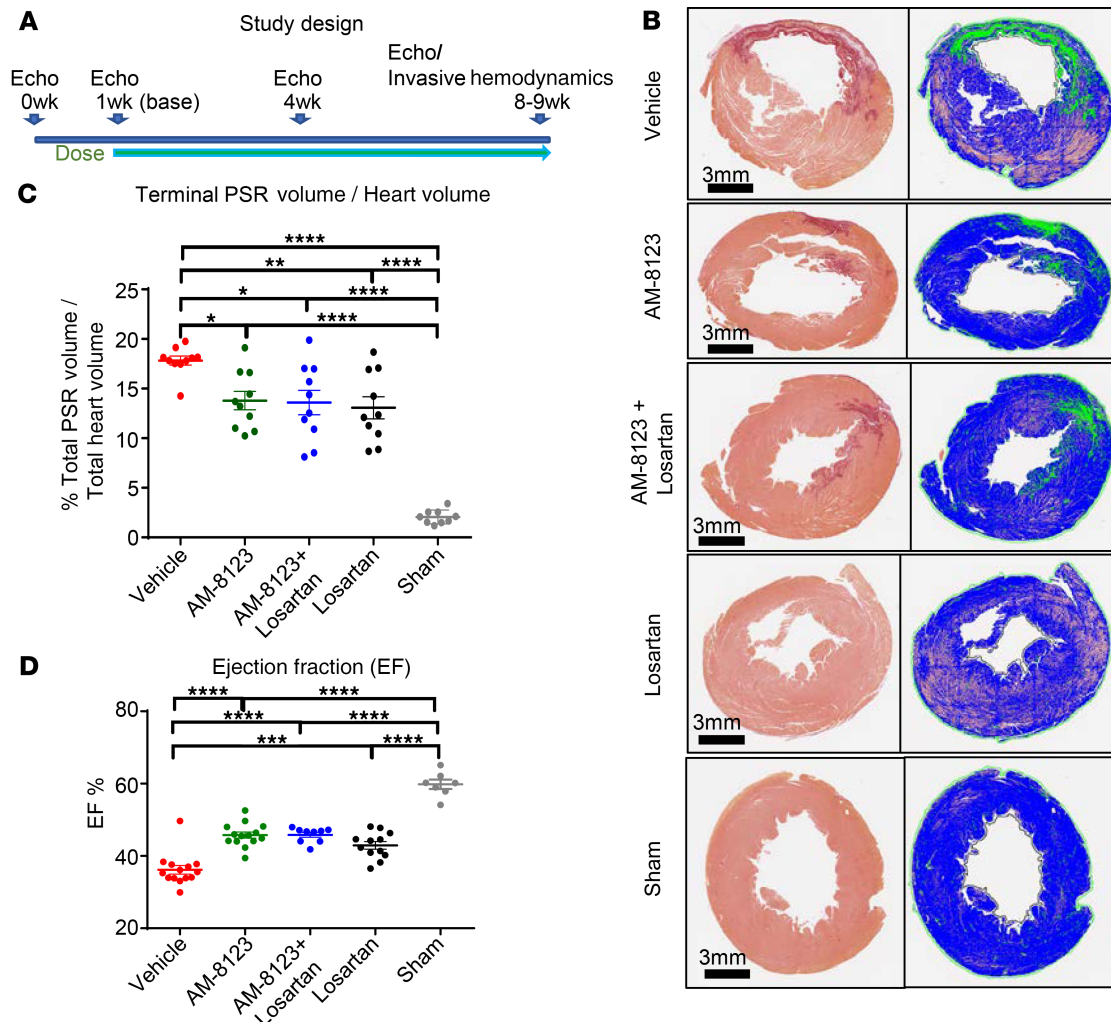 A
Study design
Echo
0wk
Echo
1wk (base)
Echo
4wk
Echo/
Invasive hemodynamics
8-9wk
Dose
B
Vehicle
3mm
AM-8123
3mm
AM-8123 +
Losartan
3mm
Losartan
3mm
Sham
3mm
C
Terminal PSR volume / Heart volume
% Total PSR volume /
Total heart volume
****
**
****
*
****
*
****
25
20
15
10
5
0
Vehicle
AM-8123
AM-8123+
Losartan
Losartan
Sham
D
Ejection fraction (EF)
EF %
****
****
****
****
***
****
80
60
40
20
Vehicle
AM-8123
AM-8123+
Losartan
Losartan
Sham